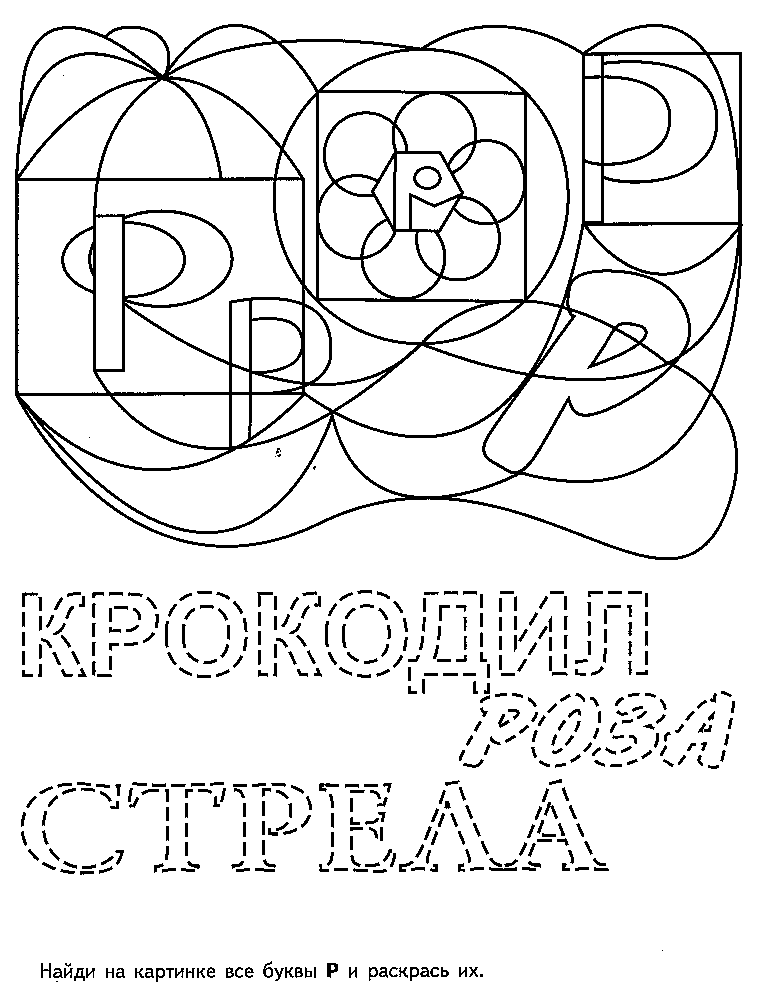 Р Р
Р
Р Р
КРОКОДИЛ
РОЗА
СТРЕЛА
Найди на картинке все буквы Р и раскрась их.